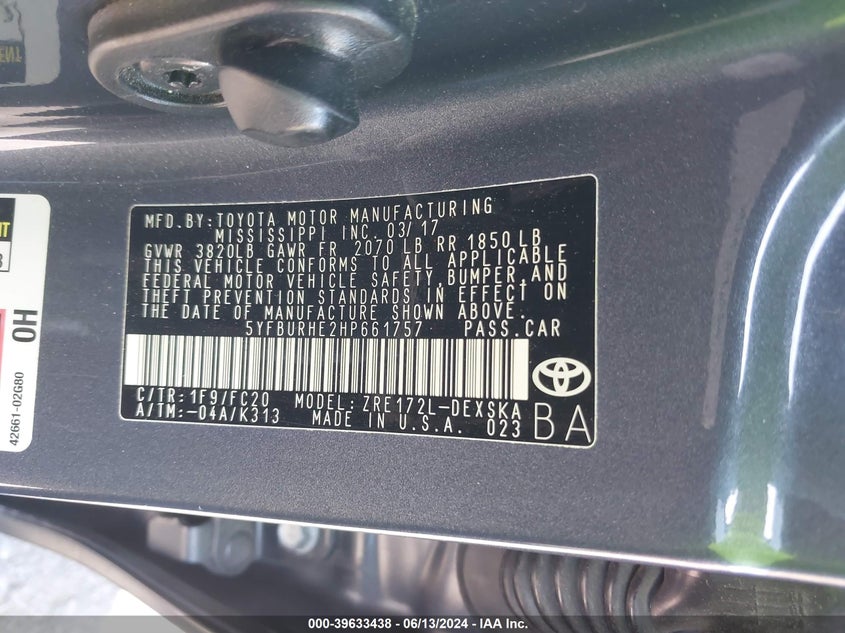 MFD.BY: TOYOTA MOTOR MANUFACTURING
MISSISSIPPI INC. 03/17
GVWR 3820LB GAWR FR 2070 LB RR 1850 LB
THIS VEHICLE CONFORMS TO ALL APPLICABLE
FEDERAL MOTOR VEHICLE SAFETY, BUMPER, AND
THEFT PREVENTION STANDARDS IN EFFECT ON
THE DATE OF MANUFACTURE SHOWN ABOVE.
5YFBURHE2HP661757 PASS.CAR
C/TR: 1F9/FC20 MODEL: ZRE172L-DEXSKA
A/TM: -04A/K313 MADE IN U.S.A. 023 BA
OH
42661-02G80
000-39633438 - 06/13/2024 - IAA Inc.